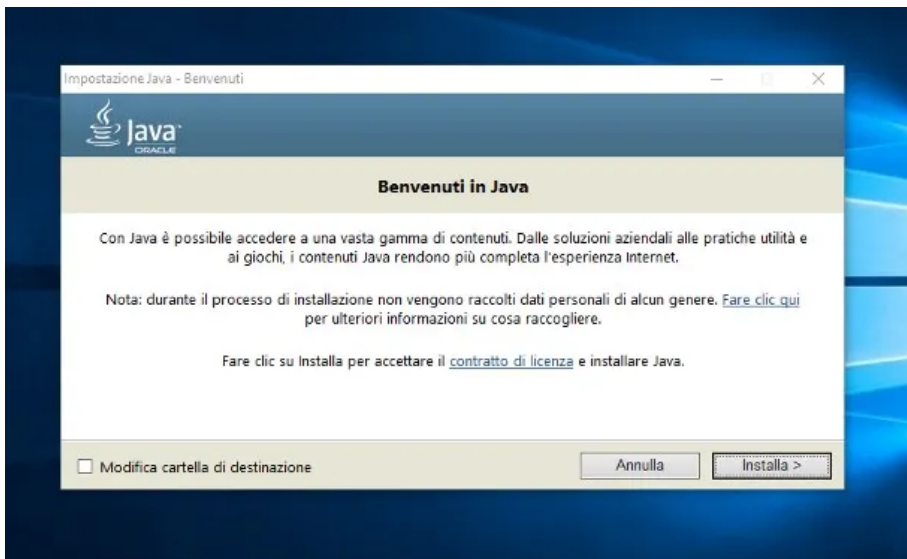 Impostazione Java - Benvenuti
Java
ORACLE
Benvenuti in Java
Con Java è possibile accedere a una vasta gamma di contenuti. Dalle soluzioni aziendali alle pratiche utilità e
ai giochi, i contenuti Java rendono più completa l'esperienza Internet.
Nota: durante il processo di installazione non vengono raccolti dati personali di alcun genere. Fare clic qui
per ulteriori informazioni su cosa raccogliere.
Fare clic su Installa per accettare il contratto di licenza e installare Java.
Modifica cartella di destinazione
Annulla
Installa >